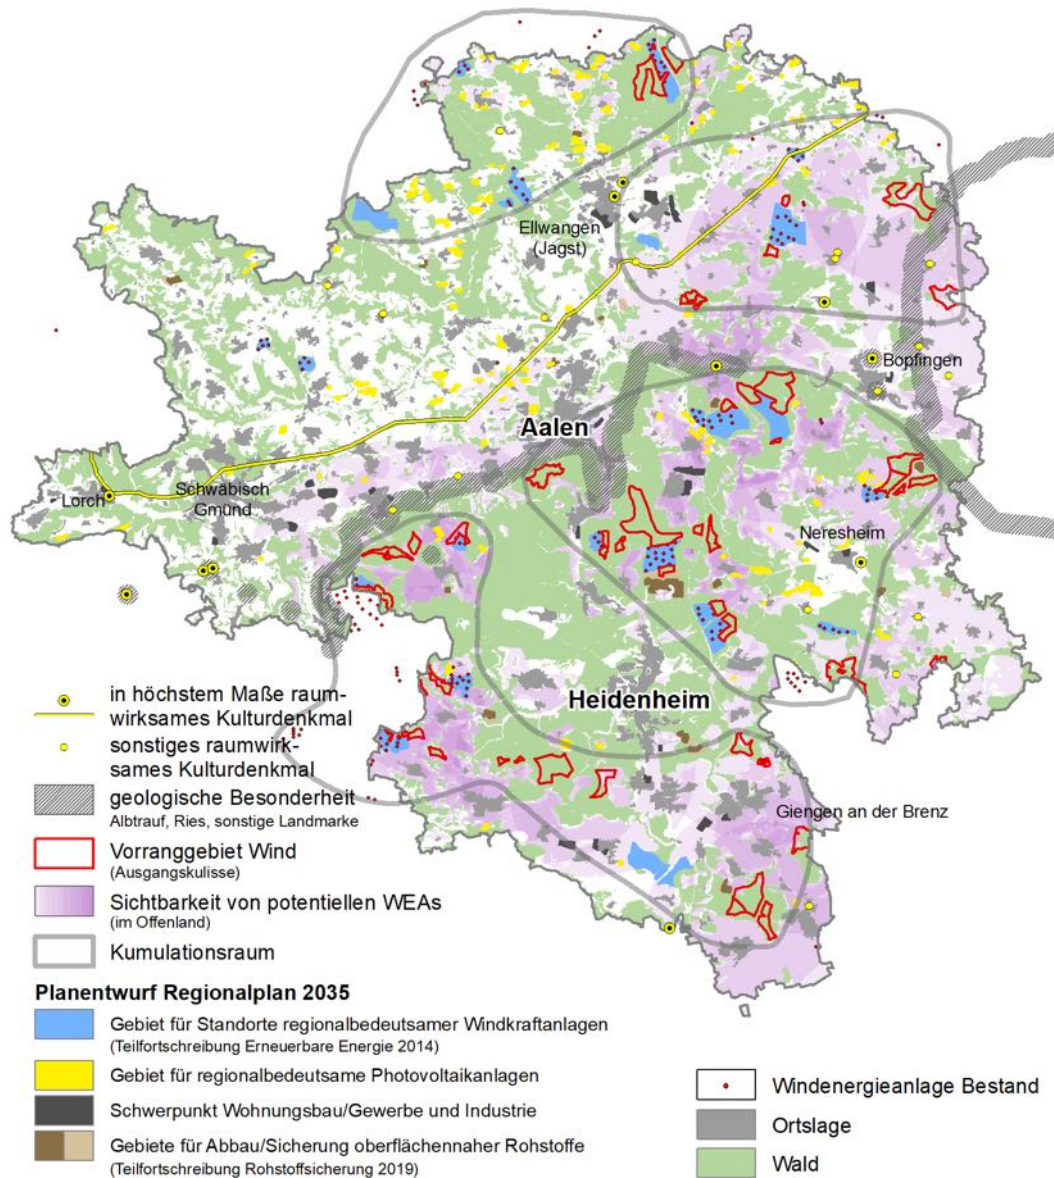 Ellwangen
(Jagst)
Bopfingen
Aalen
Lorch
Schwäbisch
Gmünd
Neresheim
Heidenheim
Giengen an der Brenz
in höchstem Maße raum-
wirksames Kulturdenkmal
sonstiges raumwirk-
sames Kulturdenkmal
geologische Besonderheit
Albtrauf, Ries, sonstige Landmarke
Vorranggebiet Wind
(Ausgangskulisse)
Sichtbarkeit von potentiellen WEAs
(im Offenland)
Kumulationsraum
Planentwurf Regionalplan 2035
Gebiet für Standorte regionalbedeutsamer Windkraftanlagen
(Teilfortschreibung Erneuerbare Energie 2014)
Gebiet für regionalbedeutsame Photovoltaikanlagen
Schwerpunkt Wohnungsbau/Gewerbe und Industrie
Gebiete für Abbau/Sicherung oberflächennaher Rohstoffe
(Teilfortschreibung Rohstoffsicherung 2019)
Windenergieanlage Bestand
Ortslage
Wald